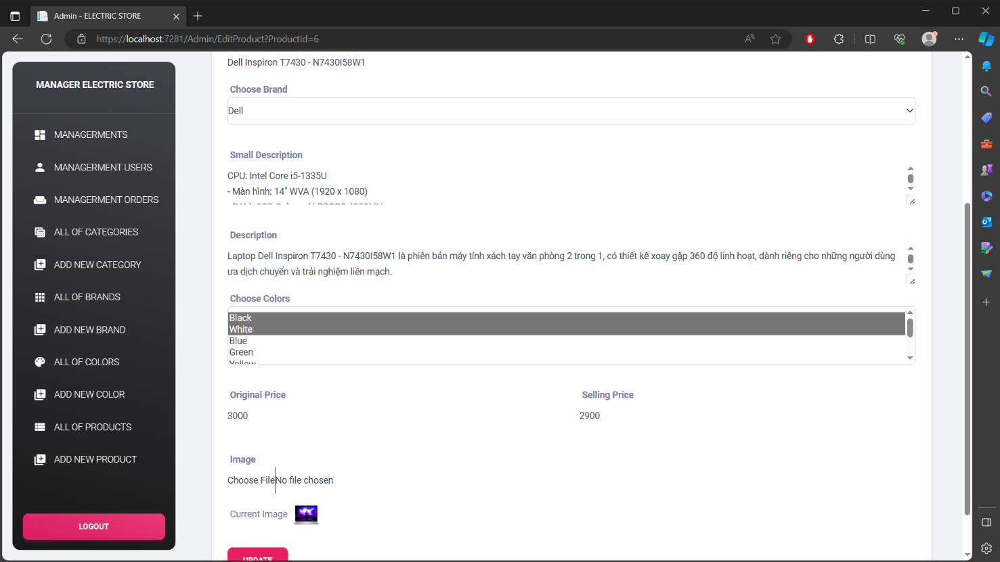 Admin - ELECTRIC STORE
https://localhost:7281/Admin/EditProduct?ProductId=6
MANAGER ELECTRIC STORE
MANAGERMENTS
MANAGERMENT USERS
MANAGERMENT ORDERS
ALL OF CATEGORIES
ADD NEW CATEGORY
ALL OF BRANDS
ADD NEW BRAND
ALL OF COLORS
ADD NEW COLOR
ALL OF PRODUCTS
ADD NEW PRODUCT
LOGOUT
Dell Inspiron T7430 - N7430I58W1
Choose Brand
Dell
Small Description
CPU: Intel Core i5-1335U
- Màn hình: 14" WVA (1920 x 1080)
Description
Laptop Dell Inspiron T7430 - N7430I58W1 là phiên bản máy tính xách tay văn phòng 2 trong 1, có thiết kế xoay gập 360 độ linh hoạt, dành riêng cho những người dùng
ưa dịch chuyển và trải nghiệm liền mạch.
Choose Colors
Black
White
Blue
Green
Yellow
Original Price
Selling Price
3000
2900
Image
Choose File No file chosen
Current Image
UPDATE